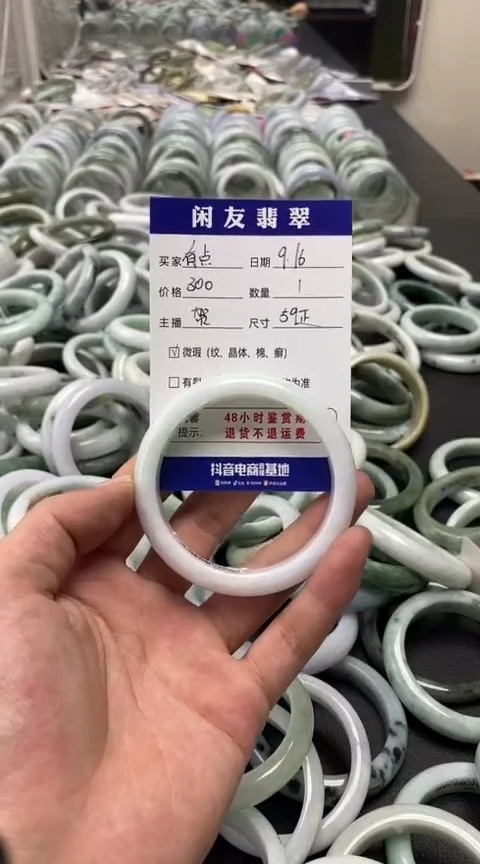 闲友翡翠
买家 有点 日期 9.16
价格 300 数量 1
主播 尺寸 59正
☑ 微瑕 (纹、晶体、棉、癣)
☐ 有裂 为准
48小时鉴赏期
提示: 退货不退运费
抖音电商 基地